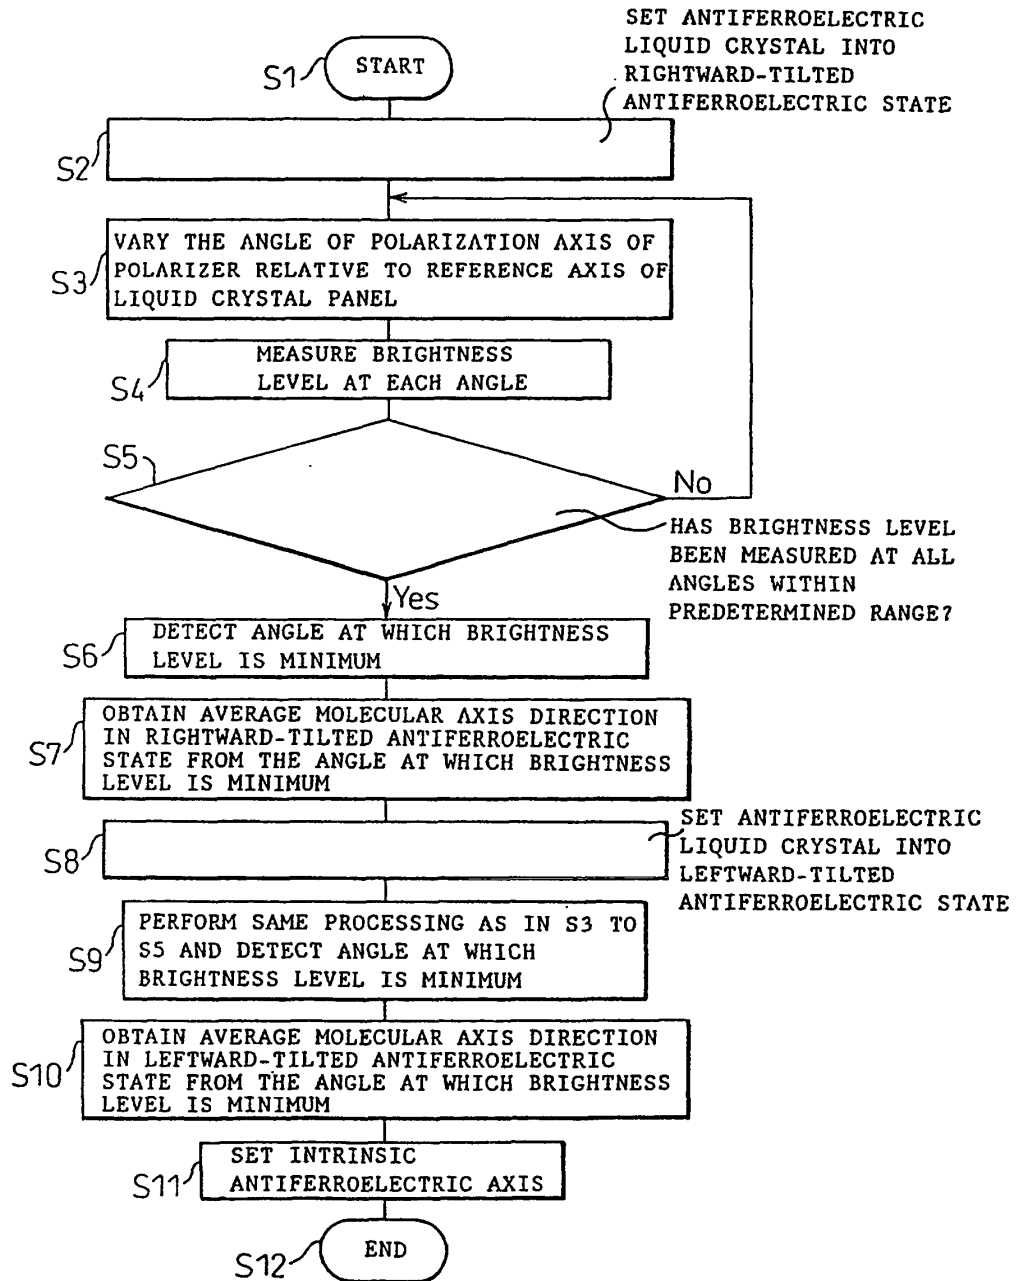 SET ANTIFERROELECTRIC
LIQUID CRYSTAL INTO
RIGHTWARD-TILTED
ANTIFERROELECTRIC STATE
S1
START
S2
S3
VARY THE ANGLE OF POLARIZATION AXIS OF
POLARIZER RELATIVE TO REFERENCE AXIS OF
LIQUID CRYSTAL PANEL
S4
MEASURE BRIGHTNESS
LEVEL AT EACH ANGLE
S5
No
HAS BRIGHTNESS LEVEL
BEEN MEASURED AT ALL
ANGLES WITHIN
PREDETERMINED RANGE?
Yes
S6
DETECT ANGLE AT WHICH BRIGHTNESS
LEVEL IS MINIMUM
S7
OBTAIN AVERAGE MOLECULAR AXIS DIRECTION
IN RIGHTWARD-TILTED ANTIFERROELECTRIC
STATE FROM THE ANGLE AT WHICH BRIGHTNESS
LEVEL IS MINIMUM
S8
SET ANTIFERROELECTRIC
LIQUID CRYSTAL INTO
LEFTWARD-TILTED
ANTIFERROELECTRIC STATE
S9
PERFORM SAME PROCESSING AS IN S3 TO
S5 AND DETECT ANGLE AT WHICH
BRIGHTNESS LEVEL IS MINIMUM
S10
OBTAIN AVERAGE MOLECULAR AXIS DIRECTION
IN LEFTWARD-TILTED ANTIFERROELECTRIC
STATE FROM THE ANGLE AT WHICH BRIGHTNESS
LEVEL IS MINIMUM
S11
SET INTRINSIC
ANTIFERROELECTRIC AXIS
S12
END